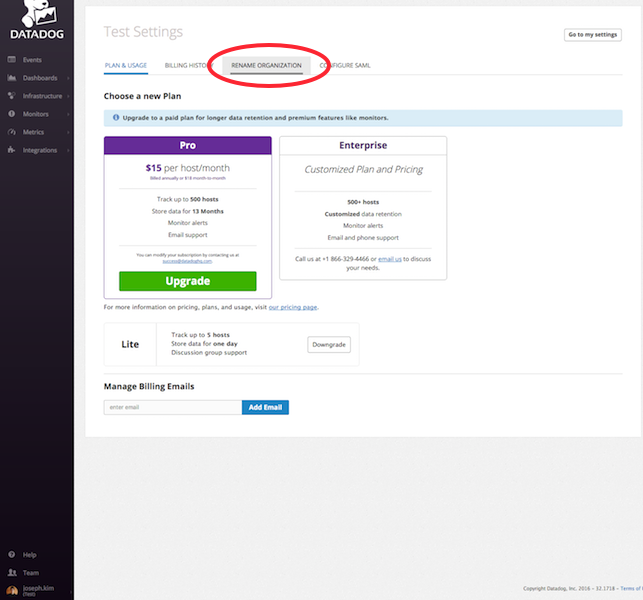 DATADOG
Events
Dashboards
Infrastructure
Monitors
Metrics
Integrations
Help
Team
joseph.kim
(Test)
Test Settings
Go to my settings
PLAN & USAGE
BILLING HISTORY
RENAME ORGANIZATION
CONFIGURE SAML
Choose a new Plan
Upgrade to a paid plan for longer data retention and premium features like monitors.
Pro
$15 per host/month
Billed annually or $18 month-to-month
Track up to 500 hosts
Store data for 13 Months
Monitor alerts
Email support
You can modify your subscription by contacting us at
success@datadoghq.com.
Upgrade
Enterprise
Customized Plan and Pricing
500+ hosts
Customized data retention
Monitor alerts
Email and phone support
Call us at +1 866-329-4466 or email us to discuss
your needs.
For more information on pricing, plans, and usage, visit our pricing page.
Lite
Track up to 5 hosts
Store data for one day
Discussion group support
Downgrade
Manage Billing Emails
enter email
Add Email
Copyright Datadog, Inc. 2016 - 32.1718 - Terms of